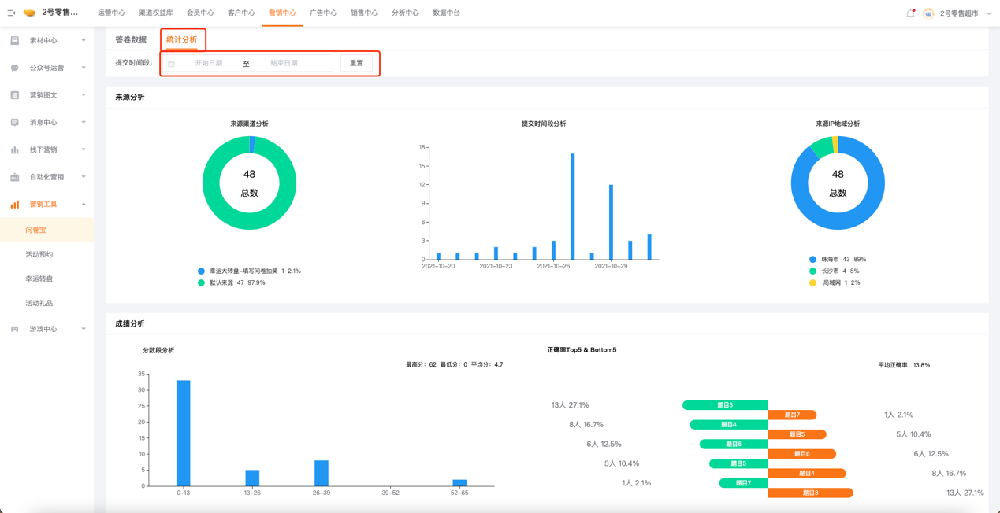 2号零售...
运营中心 渠道权益库 会员中心 客户中心 营销中心 广告中心 销售中心 分析中心 数据中台
2号零售超市
素材中心
公众号运营
营销图文
消息中心
线下营销
自动化营销
营销工具
问卷宝
活动预约
幸运转盘
活动礼品
游戏中心
答卷数据 统计分析
提交时间段: 开始日期 至 结束日期 重置
来源分析
来源渠道分析
48
总数
幸运大转盘-填写问卷抽奖 1 2.1%
默认来源 47 97.9%
提交时间段分析
18
15
12
9
6
3
0
2021-10-20 2021-10-23 2021-10-26 2021-10-29
来源IP地域分析
48
总数
珠海市 43 89%
长沙市 4 8%
局域网 1 2%
成绩分析
分数段分析
最高分: 62 最低分: 0 平均分: 4.7
35
30
25
20
15
10
5
0
0-13 13-26 26-39 39-52 52-65
正确率Top5 & Bottom5
平均正确率: 13.8%
13人 27.1% 题目3
题目7 1人 2.1%
8人 16.7% 题目4
题目5 5人 10.4%
6人 12.5% 题目6
题目6 6人 12.5%
5人 10.4% 题目5
题目4 8人 16.7%
1人 2.1% 题目7
题目3 13人 27.1%